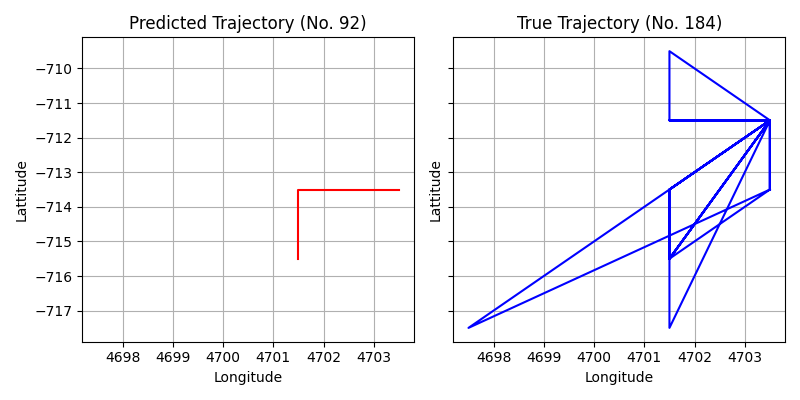 Predicted Trajectory (No. 92)
True Trajectory (No. 184)
−710
−711
−712
−713
−714
−715
−716
−717
Lattitude
Lattitude
4698 4699 4700 4701 4702 4703
4698 4699 4700 4701 4702 4703
Longitude
Longitude